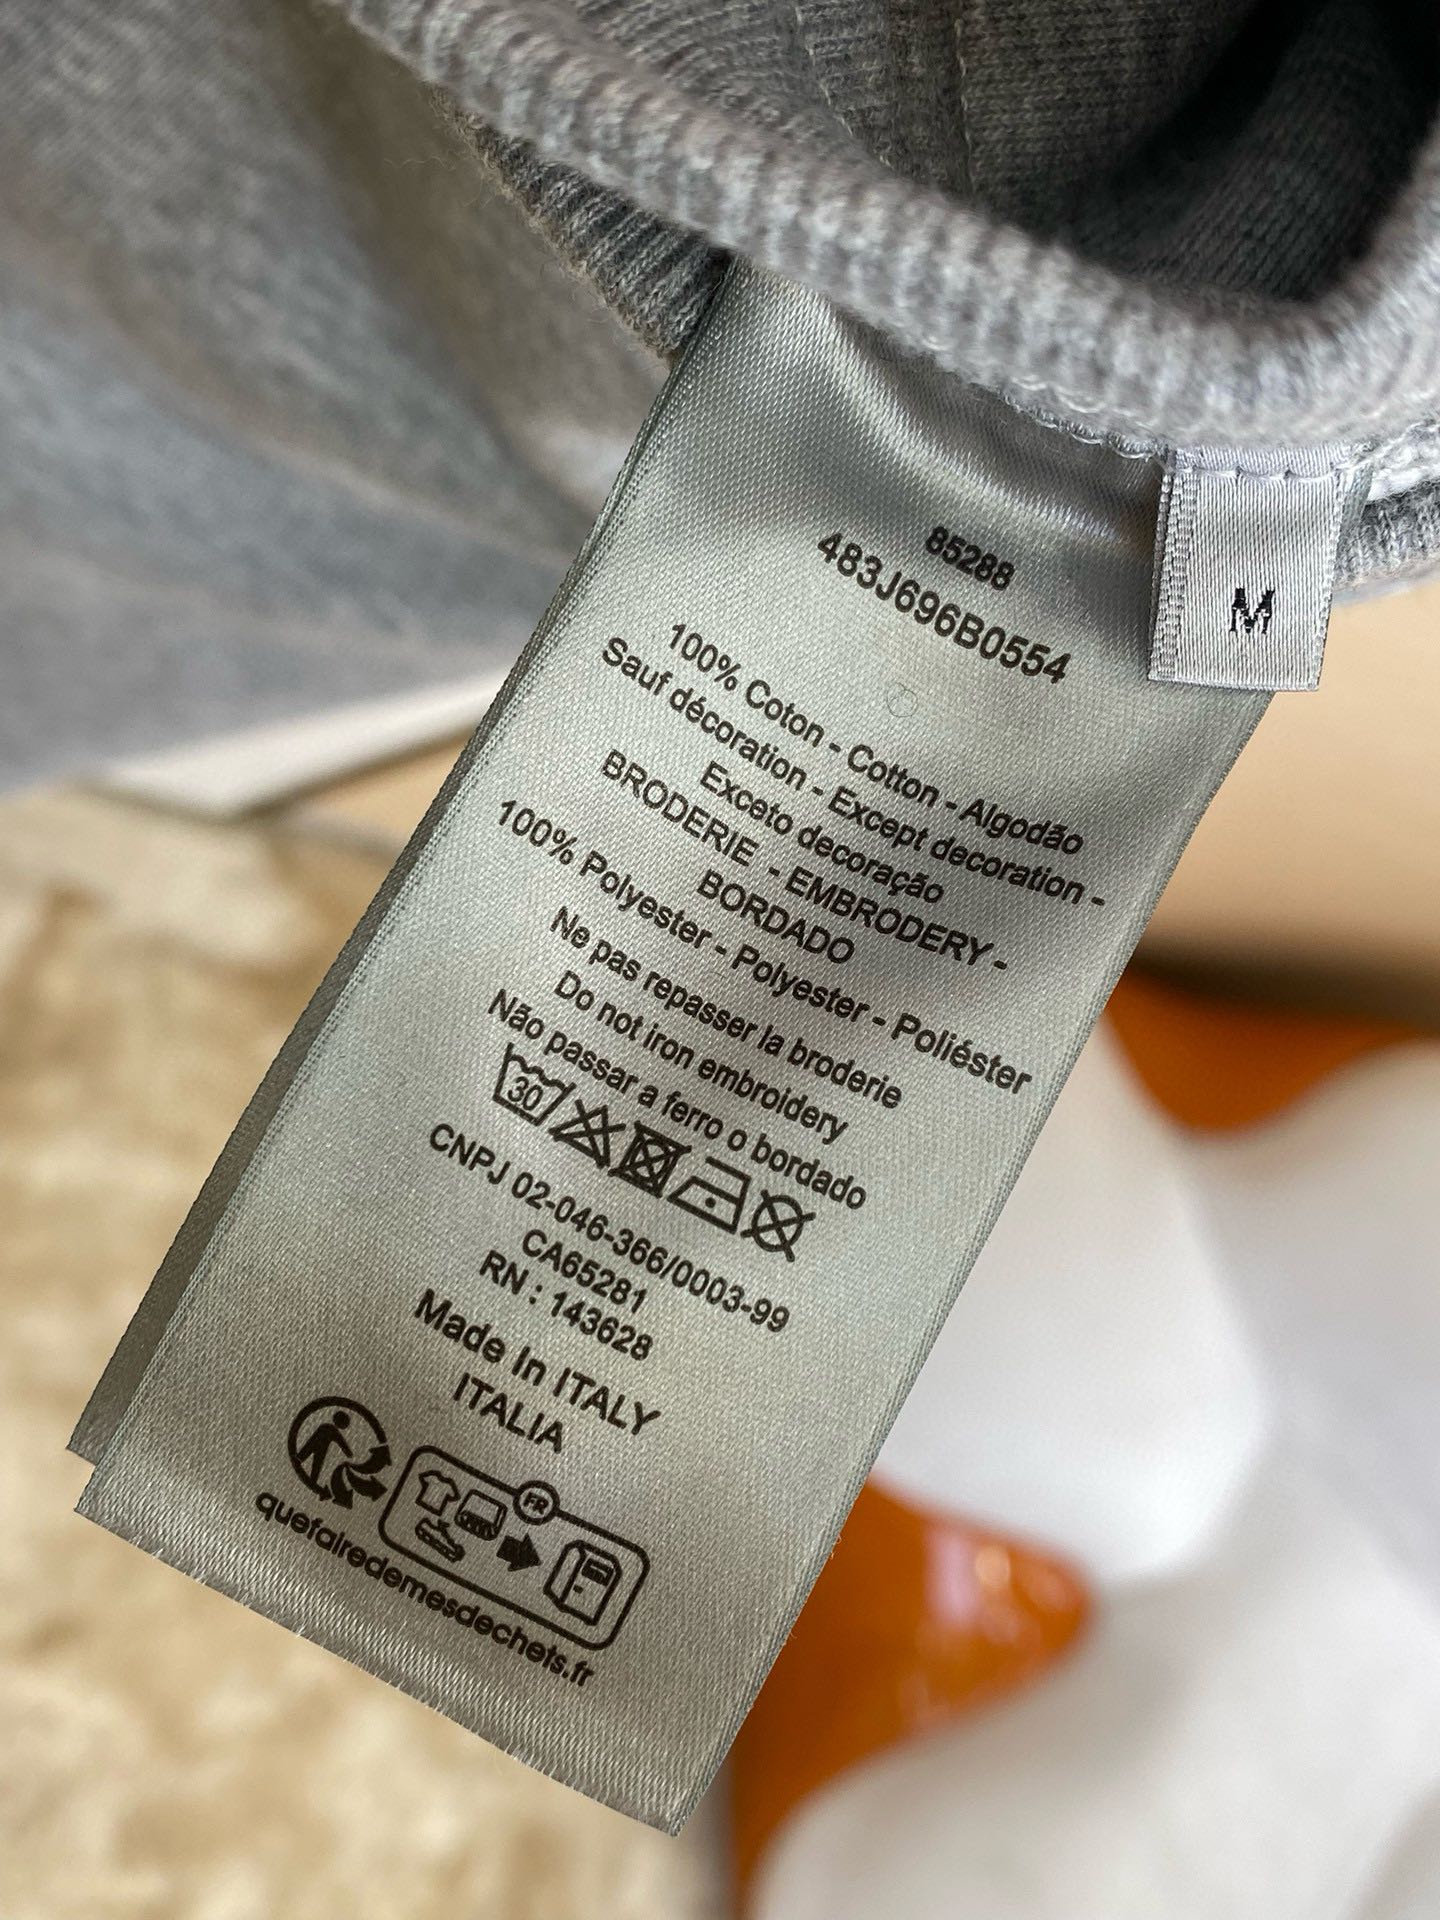 85288
483J696B0554
100% Coton - Cotton - Algodão
Sauf décoration - Except decoration -
Exceto decoração
BRODERIE - EMBRODERY -
BORDADO
100% Polyester - Polyester - Poliéster
Ne pas repasser la broderie
Do not iron embroidery
Não passar a ferro o bordado
30
CNPJ 02-046-366/0003-99
CA65281
RN : 143628
Made In ITALY
ITALIA
FR
quefairedemesdechets.fr
M